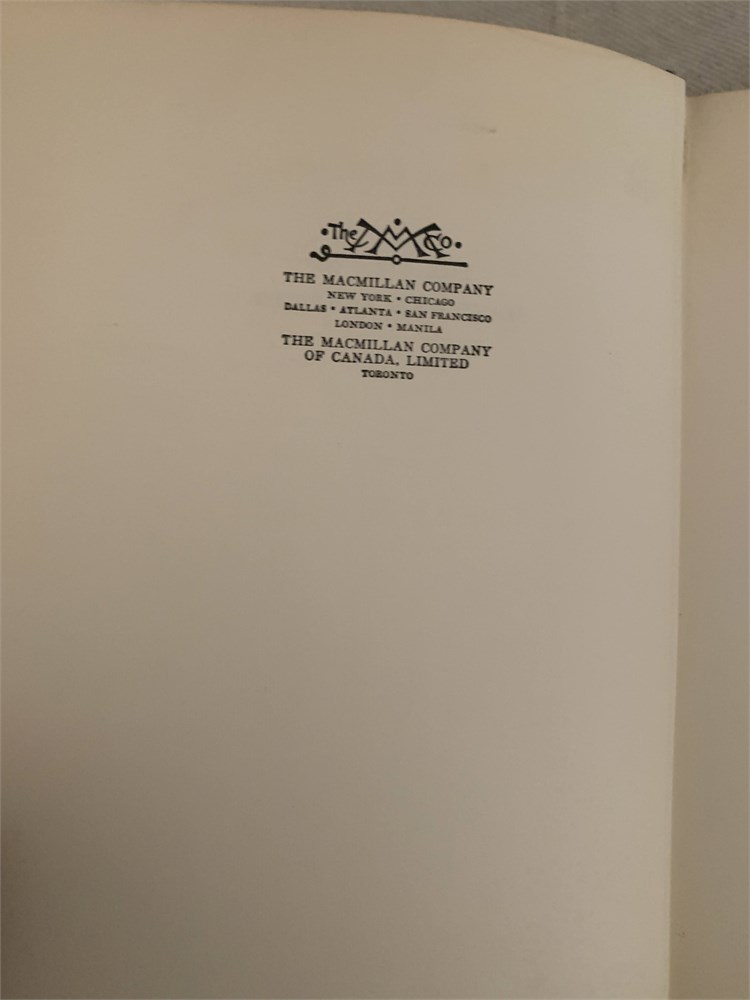 The M Co
THE MACMILLAN COMPANY
NEW YORK • CHICAGO
DALLAS • ATLANTA • SAN FRANCISCO
LONDON • MANILA
THE MACMILLAN COMPANY
OF CANADA, LIMITED
TORONTO